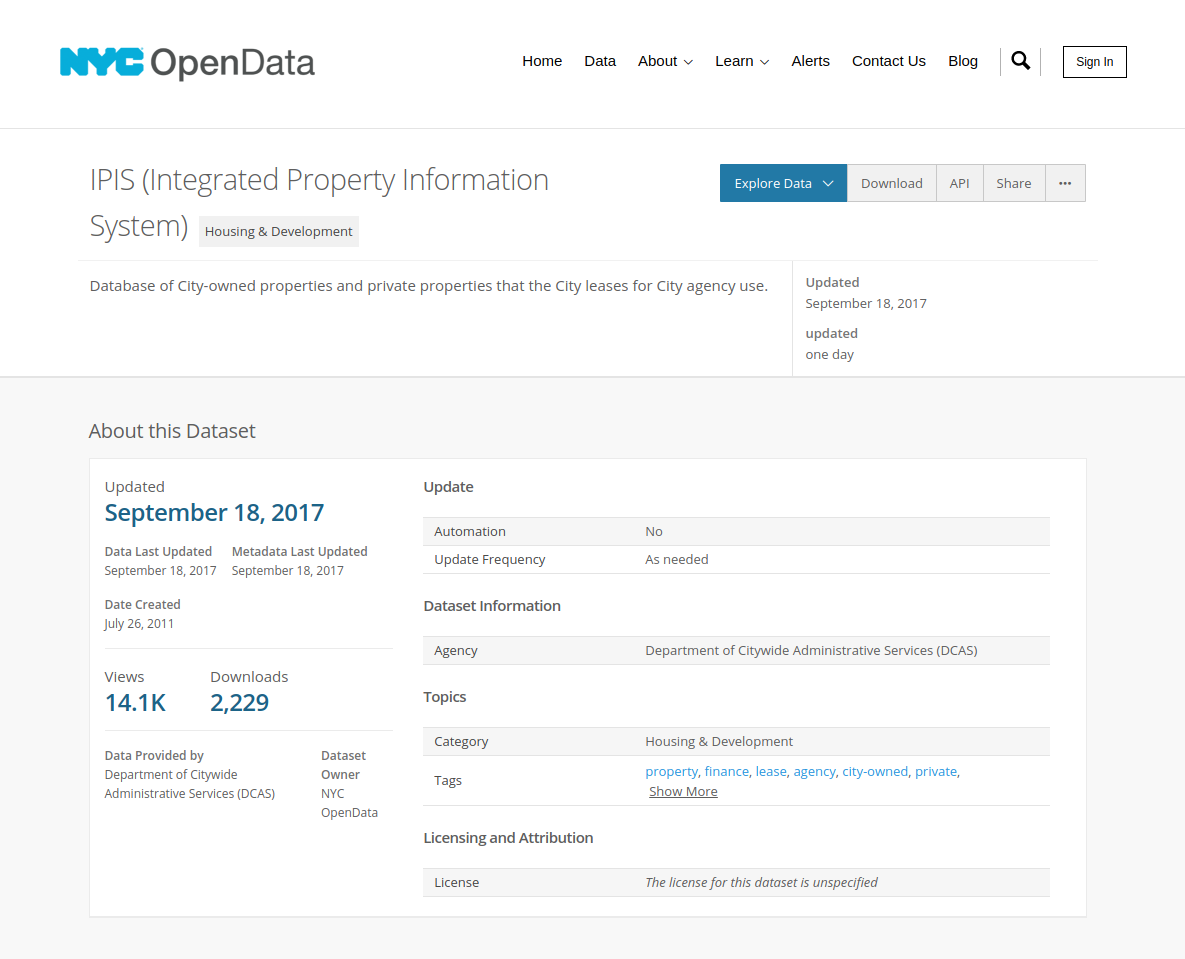 NYC OpenData
Home Data About Learn Alerts Contact Us Blog Sign In
IPIS (Integrated Property Information
System) Housing & Development
Explore Data Download API Share •••
Database of City-owned properties and private properties that the City leases for City agency use.
Updated
September 18, 2017
updated
one day
About this Dataset
Updated
September 18, 2017
Data Last Updated Metadata Last Updated
September 18, 2017 September 18, 2017
Date Created
July 26, 2011
Views Downloads
14.1K 2,229
Data Provided by
Department of Citywide
Administrative Services (DCAS)
Dataset
Owner
NYC
OpenData
Update
Automation No
Update Frequency As needed
Dataset Information
Agency Department of Citywide Administrative Services (DCAS)
Topics
Category Housing & Development
Tags property, finance, lease, agency, city-owned, private,
Show More
Licensing and Attribution
License The license for this dataset is unspecified